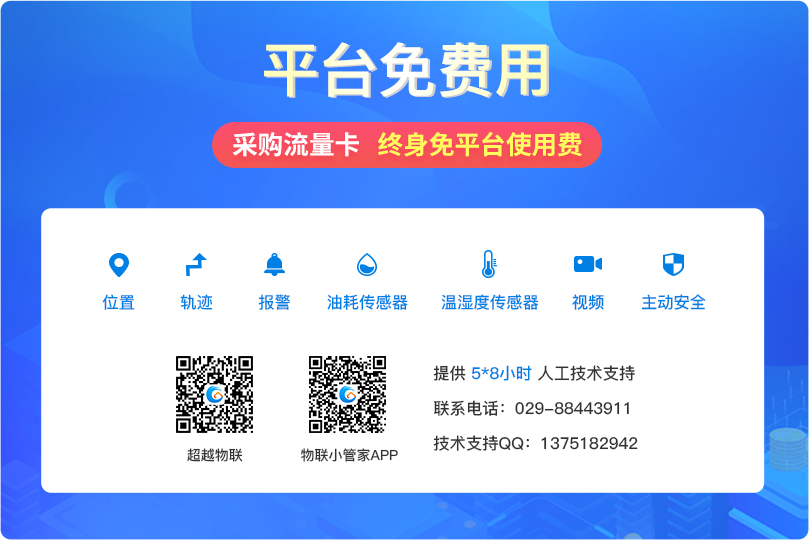 平台免费用
采购流量卡 终身免平台使用费
位置 轨迹 报警 油耗传感器 温湿度传感器 视频 主动安全
提供 5*8小时 人工技术支持
联系电话：029-88443911
技术支持QQ：1375182942
超越物联 物联小管家APP